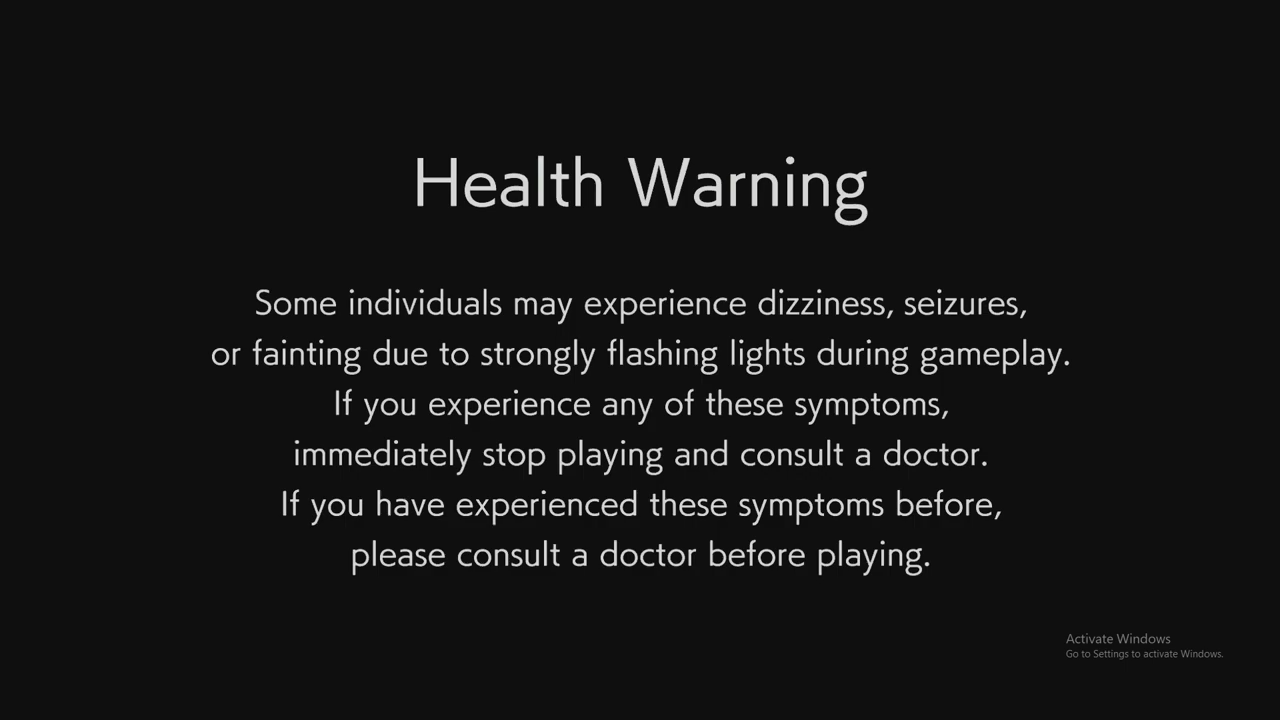 Health Warning
Some individuals may experience dizziness, seizures,
or fainting due to strongly flashing lights during gameplay.
If you experience any of these symptoms,
immediately stop playing and consult a doctor.
If you have experienced these symptoms before,
please consult a doctor before playing.
Activate Windows
Go to Settings to activate Windows.